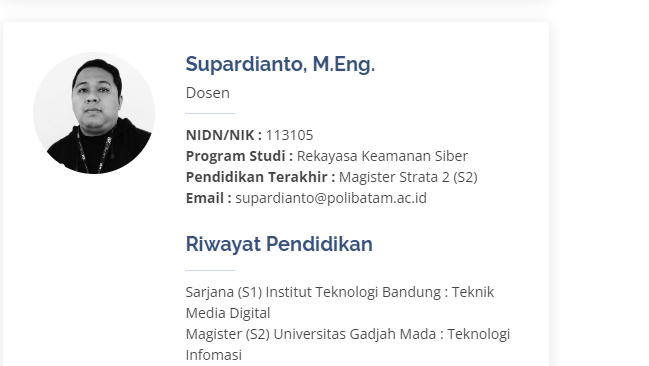 Supardianto, M.Eng.
Dosen
NIDN/NIK : 113105
Program Studi : Rekayasa Keamanan Siber
Pendidikan Terakhir : Magister Strata 2 (S2)
Email : supardianto@polibatam.ac.id
Riwayat Pendidikan
Sarjana (S1) Institut Teknologi Bandung : Teknik
Media Digital
Magister (S2) Universitas Gadjah Mada : Teknologi
Infomasi